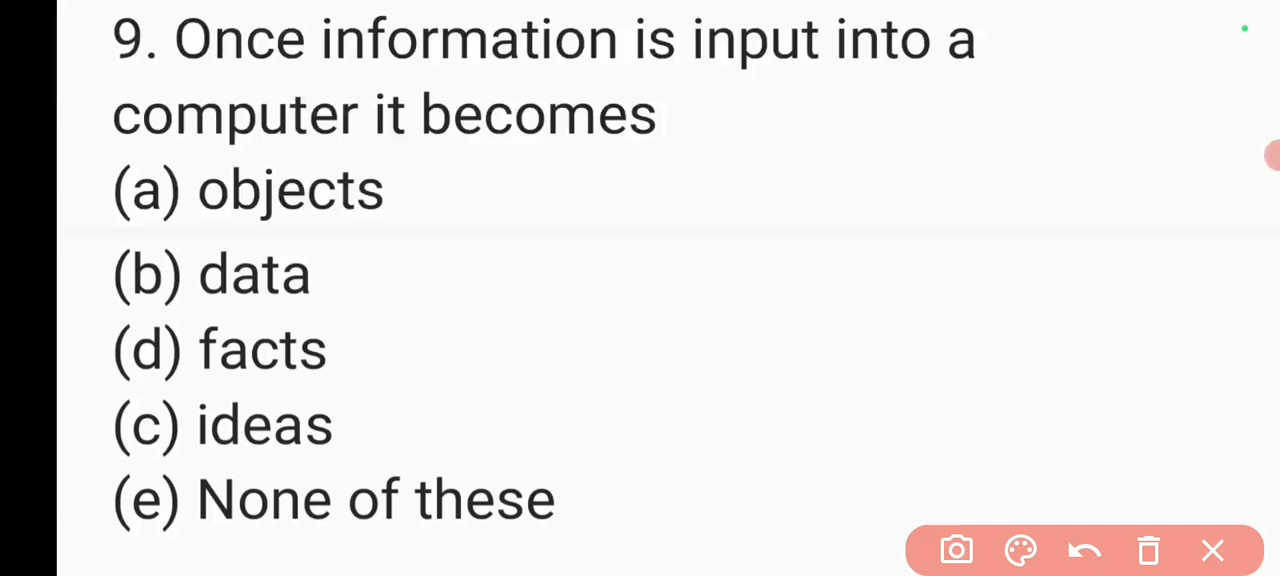 9. Once information is input into a
computer it becomes
(a) objects
(b) data
(d) facts
(c) ideas
(e) None of these